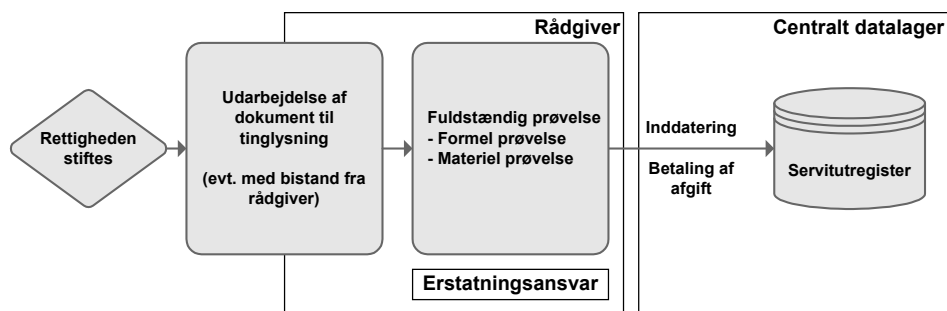 Rådgiver
Centralt datalager
Rettigheden
stiftes
Udarbejdelse af
dokument til
tinglysning
(evt. med bistand fra
rådgiver)
Fuldstændig prøvelse
- Formel prøvelse
- Materiel prøvelse
Inddatering
Betaling af
afgift
Servitutregister
Erstatningsansvar